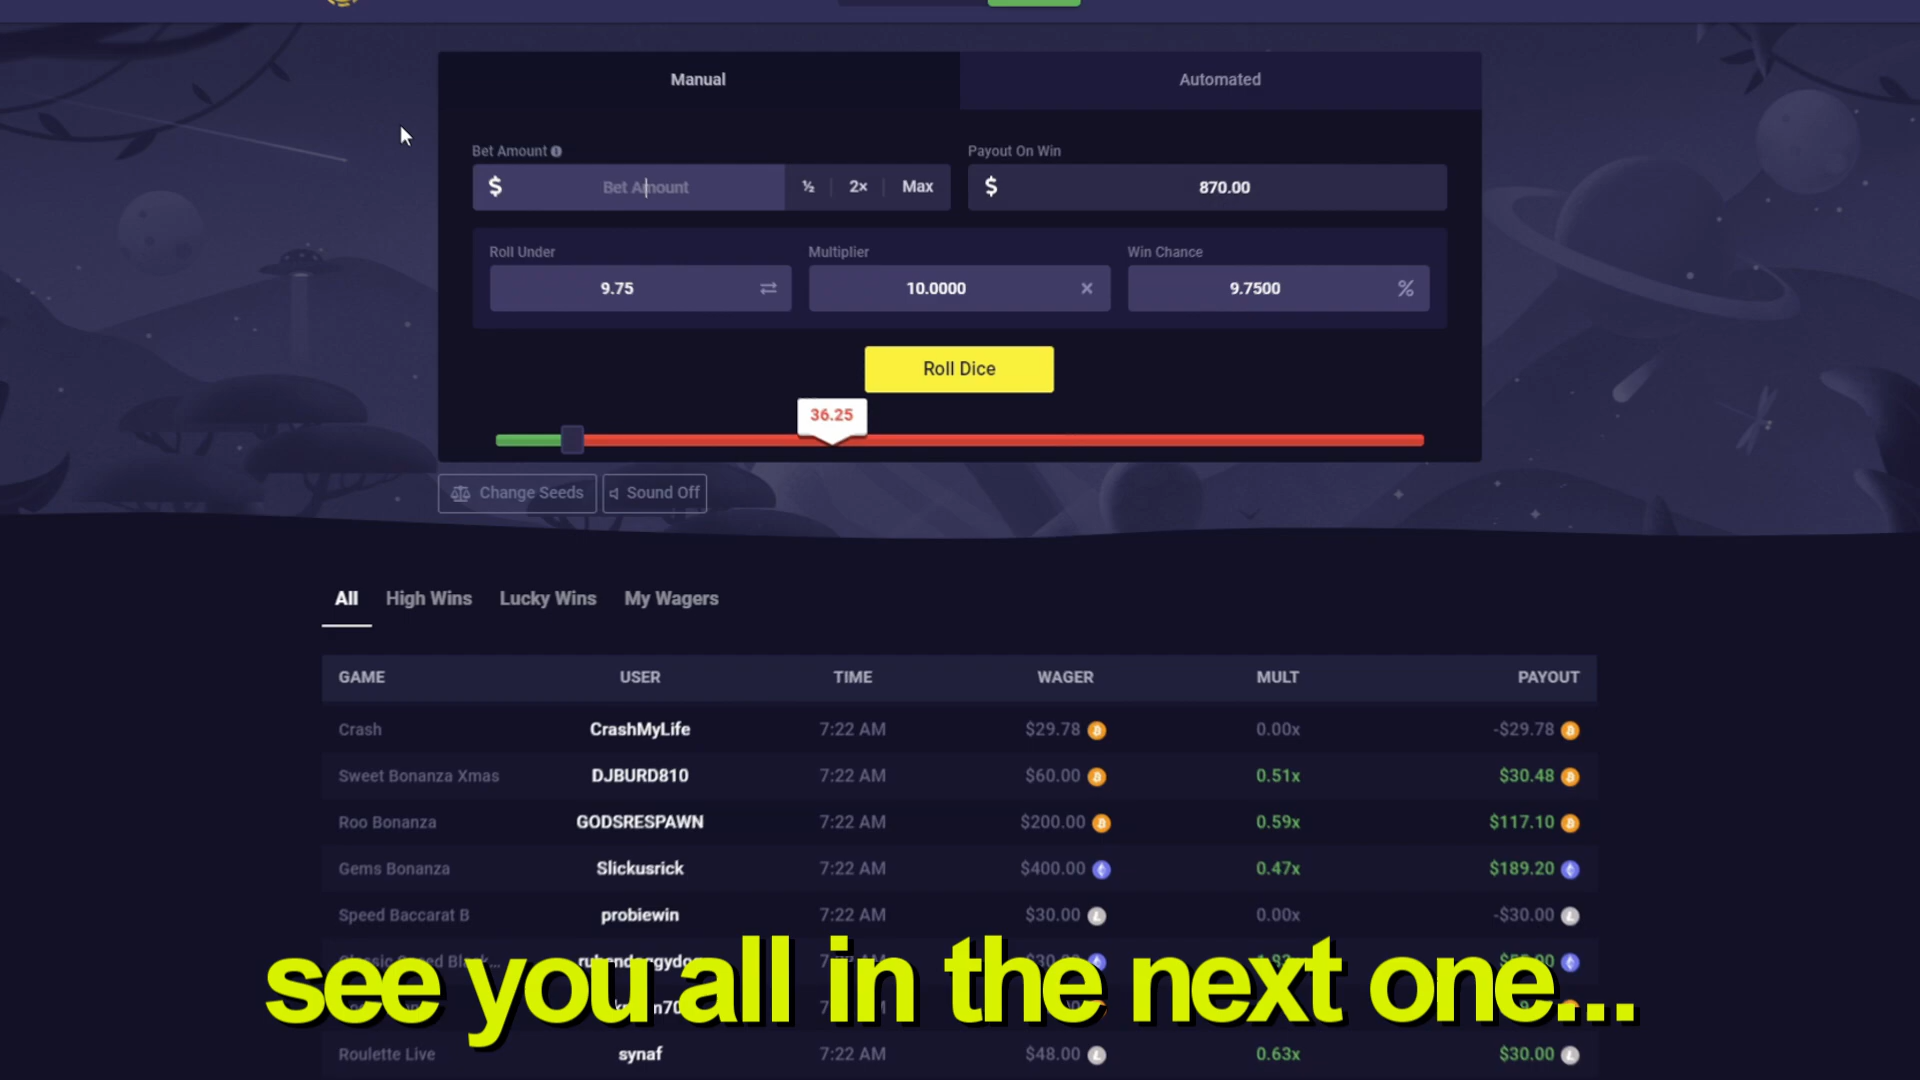 Manual
Automated
Bet Amount
Payout On Win
$ Bet Amount ½ 2× Max
$ 870.00
Roll Under
Multiplier
Win Chance
9.75
10.0000 ×
9.7500 %
Roll Dice
36.25
Change Seeds
Sound Off
All High Wins Lucky Wins My Wagers
GAME USER TIME WAGER MULT PAYOUT
Crash CrashMyLife 7:22 AM $29.78 0.00x -$29.78
Sweet Bonanza Xmas DJBURD810 7:22 AM $60.00 0.51x $30.48
Roo Bonanza GODSRESPAWN 7:22 AM $200.00 0.59x $117.10
Gems Bonanza Slickusrick 7:22 AM $400.00 0.47x $189.20
Speed Baccarat B probiewin 7:22 AM $30.00 0.00x -$30.00
see you all in the next one...
Roulette Live synaf 7:22 AM $48.00 0.63x $30.00